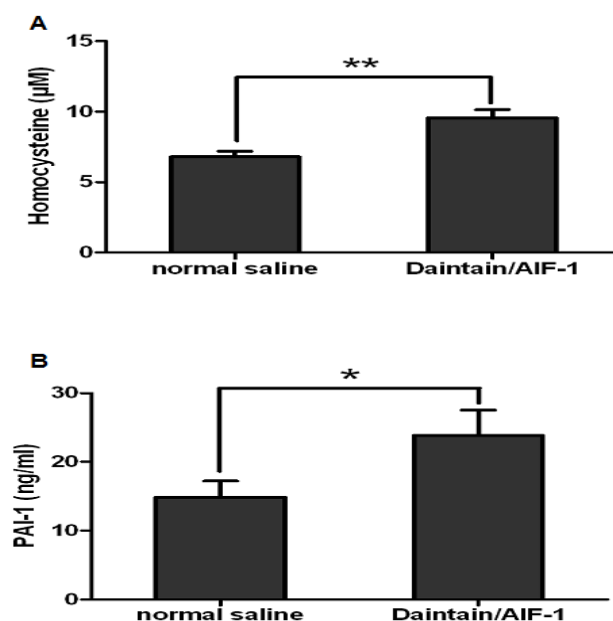 A
Homocysteine (µM)
15
10
5
0
**
normal saline Daintain/AIF-1
B
PAI-1 (ng/ml)
30
20
10
0
*
normal saline Daintain/AIF-1